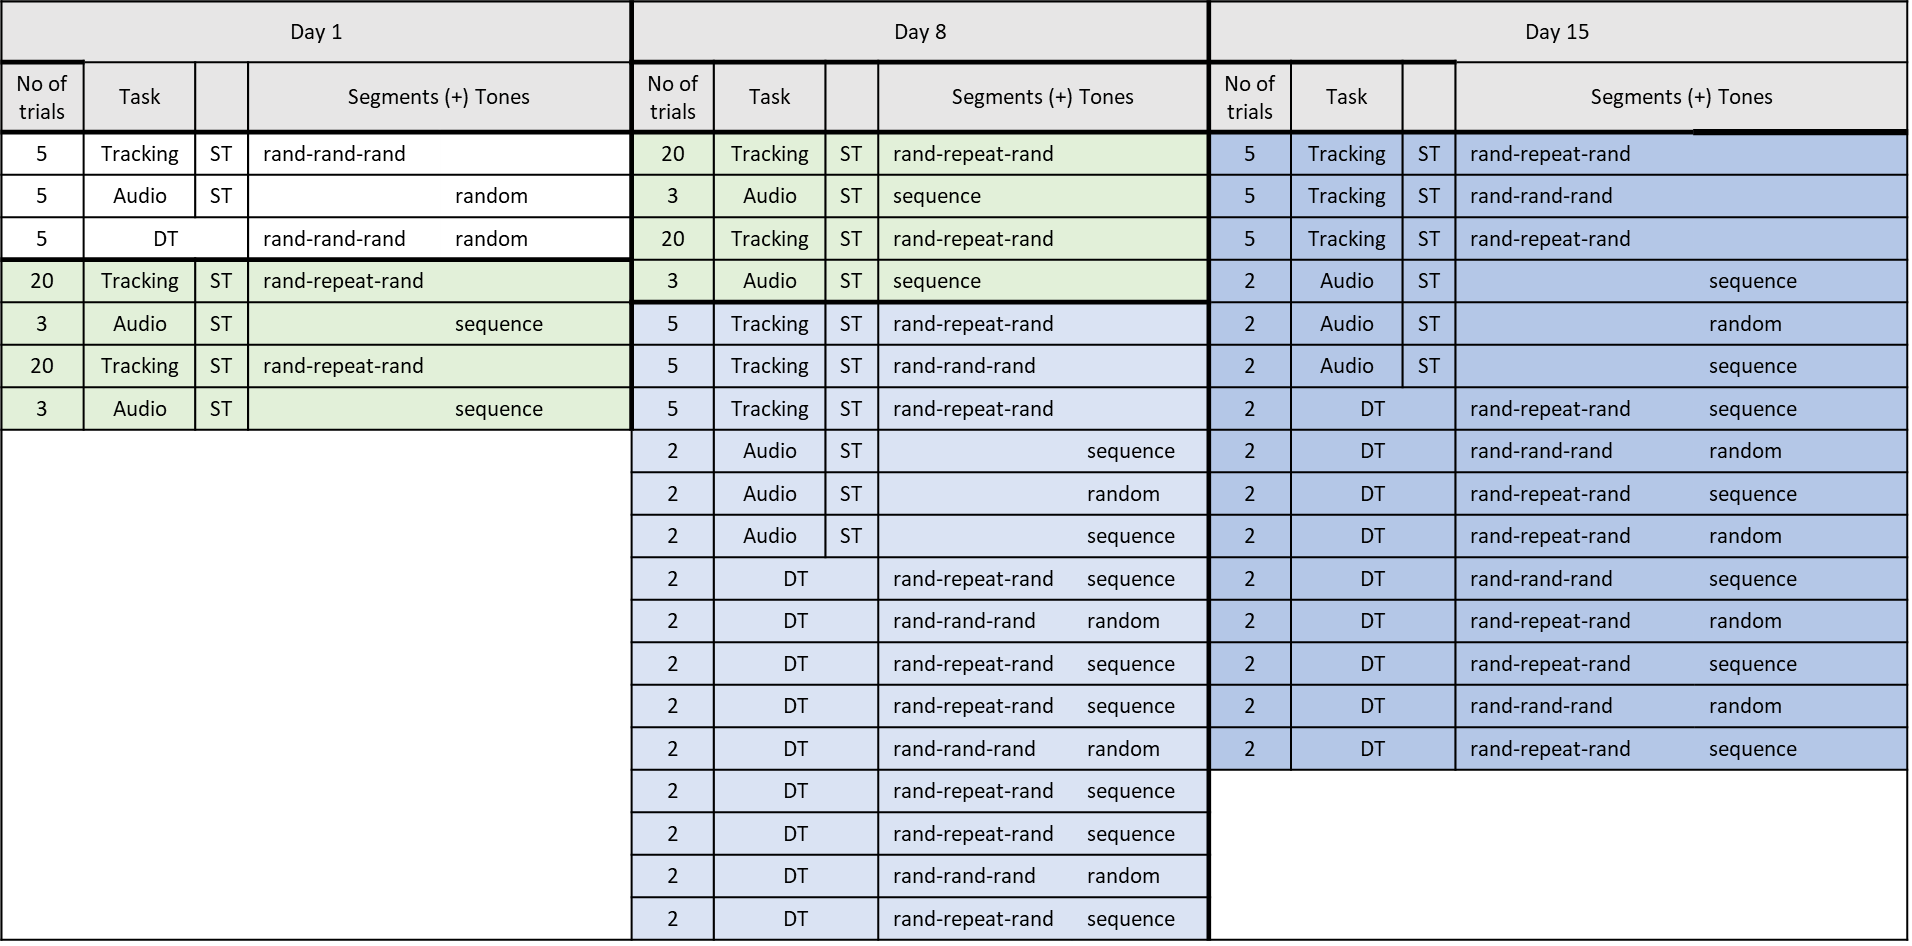 Day 1 Day 8 Day 15
No of trials Task Segments (+) Tones No of trials Task Segments (+) Tones No of trials Task Segments (+) Tones
5 Tracking ST rand-rand-rand 20 Tracking ST rand-repeat-rand 5 Tracking ST rand-repeat-rand
5 Audio ST random 3 Audio ST sequence 5 Tracking ST rand-rand-rand
5 DT rand-rand-rand random 20 Tracking ST rand-repeat-rand 5 Tracking ST rand-repeat-rand
20 Tracking ST rand-repeat-rand 3 Audio ST sequence 2 Audio ST sequence
3 Audio ST sequence 5 Tracking ST rand-repeat-rand 2 Audio ST random
20 Tracking ST rand-repeat-rand 5 Tracking ST rand-rand-rand 2 Audio ST sequence
3 Audio ST sequence 5 Tracking ST rand-repeat-rand 2 DT rand-repeat-rand sequence
2 Audio ST sequence 2 DT rand-rand-rand random
2 Audio ST random 2 DT rand-repeat-rand sequence
2 Audio ST sequence 2 DT rand-repeat-rand random
2 DT rand-repeat-rand sequence 2 DT rand-rand-rand sequence
2 DT rand-rand-rand random 2 DT rand-repeat-rand random
2 DT rand-repeat-rand sequence 2 DT rand-repeat-rand sequence
2 DT rand-repeat-rand sequence 2 DT rand-rand-rand random
2 DT rand-rand-rand random 2 DT rand-repeat-rand sequence
2 DT rand-repeat-rand sequence
2 DT rand-repeat-rand sequence
2 DT rand-rand-rand random
2 DT rand-repeat-rand sequence